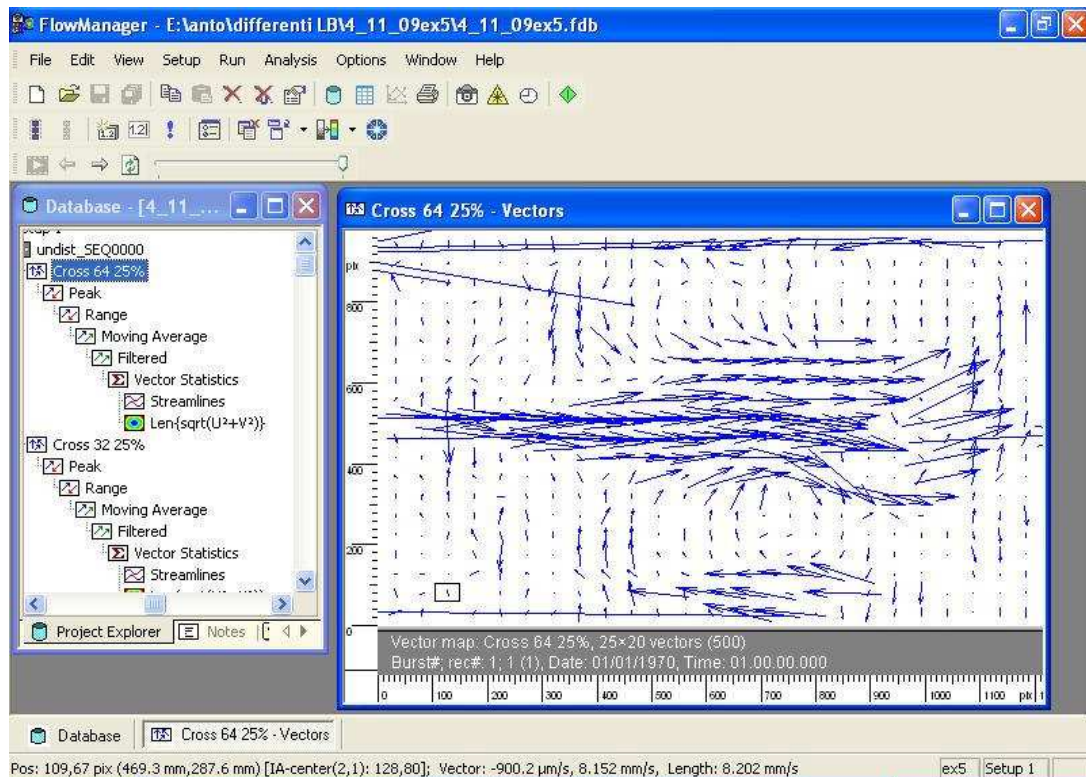 FlowManager - E:\anto\differenti LB\4_11_09ex5\4_11_09ex5.fdb
File Edit View Setup Run Analysis Options Window Help
Database - [4_11_...
undist_SEQ0000
Cross 64 25%
Peak
Range
Moving Average
Filtered
Vector Statistics
Streamlines
Len{sqrt(U²+V²)}
Cross 32 25%
Peak
Range
Moving Average
Filtered
Vector Statistics
Streamlines
Project Explorer Notes
Cross 64 25% - Vectors
pix
800
600
400
200
0
Vector map: Cross 64 25%, 25×20 vectors (500)
Burst#; rec#: 1; 1 (1), Date: 01/01/1970, Time: 01.00.00.000
0 100 200 300 400 500 600 700 800 900 1000 1100 pix
Database Cross 64 25% - Vectors
Pos: 109,67 pix (469.3 mm,287.6 mm) [IA-center(2,1): 128,80]; Vector: -900.2 µm/s, 8.152 mm/s, Length: 8.202 mm/s ex5 Setup 1